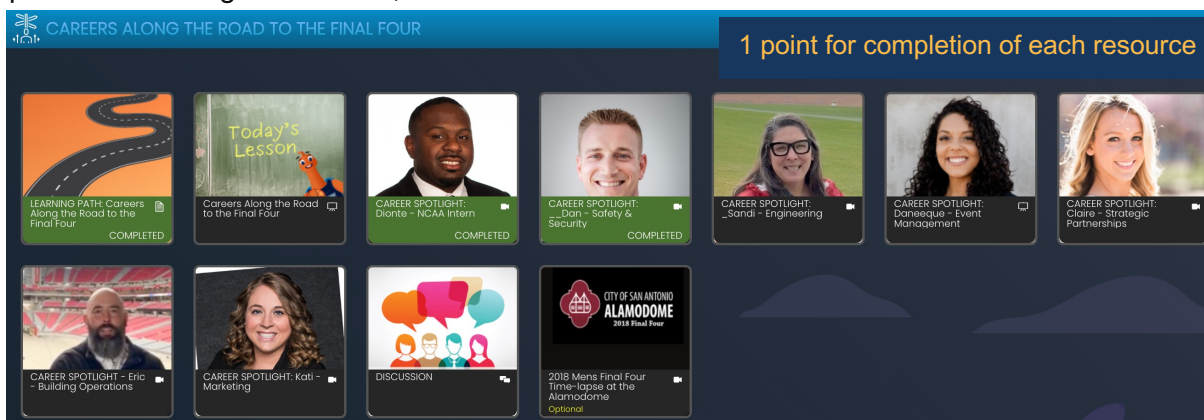 CAREERS ALONG THE ROAD TO THE FINAL FOUR
1 point for completion of each resource
LEARNING PATH: Careers
Along the Road to the
Final Four
COMPLETED
Today's
Lesson
Careers Along the Road
to the Final Four
CAREER SPOTLIGHT:
Dionte - NCAA Intern
COMPLETED
CAREER SPOTLIGHT:
__Dan - Safety &
Security
COMPLETED
CAREER SPOTLIGHT:
_Sandi - Engineering
CAREER SPOTLIGHT:
Daneeque - Event
Management
CAREER SPOTLIGHT:
Claire - Strategic
Partnerships
CAREER SPOTLIGHT - Eric
- Building Operations
CAREER SPOTLIGHT: Kati -
Marketing
DISCUSSION
CITY OF SAN ANTONIO
ALAMODOME
2018 Final Four
2018 Mens Final Four
Time-lapse at the
Alamodome
Optional